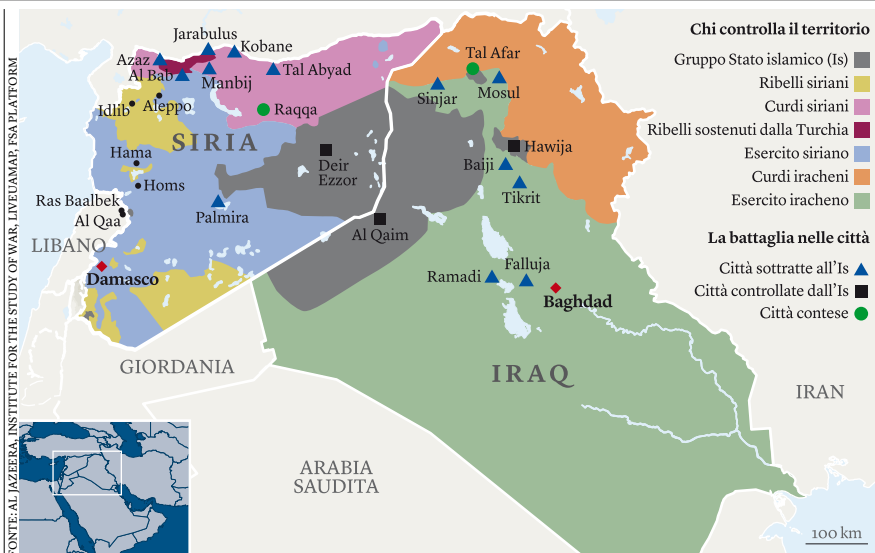 FONTE: AL JAZEERA, INSTITUTE FOR THE STUDY OF WAR, LIVEUAMAP, FSA PLATFORM
Chi controlla il territorio
Gruppo Stato islamico (Is)
Ribelli siriani
Curdi siriani
Ribelli sostenuti dalla Turchia
Esercito siriano
Curdi iracheni
Esercito iracheno
La battaglia nelle città
Città sottratte all'Is
Città controllate dall'Is
Città contese
Jarabulus
Kobane
Azaz
Al Bab
Manbij
Tal Abyad
Tal Afar
Sinjar
Mosul
Idlib
Aleppo
Raqqa
SIRIA
Hama
Deir
Ezzor
Hawija
Baiji
Homs
Tikrit
Ras Baalbek
Al Qaa
Palmira
Al Qaim
LIBANO
Damasco
Ramadi
Falluja
Baghdad
GIORDANIA
IRAQ
IRAN
ARABIA
SAUDITA
100 km